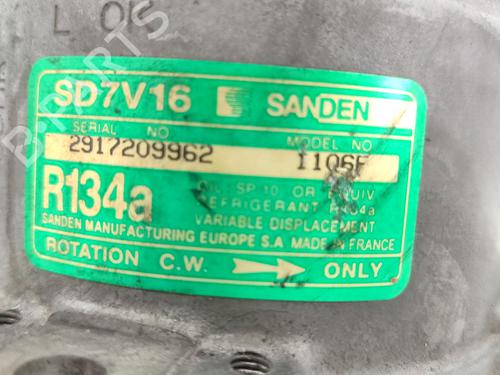 L O
SD7V16 SANDEN
SERIAL NO MODEL NO
2917209962 1106F
R134a
OIL: SP 10 OR EQUIV
REFRIGERANT R134a
VARIABLE DISPLACEMENT
SANDEN MANUFACTURING EUROPE S.A MADE IN FRANCE
ROTATION C.W. ONLY